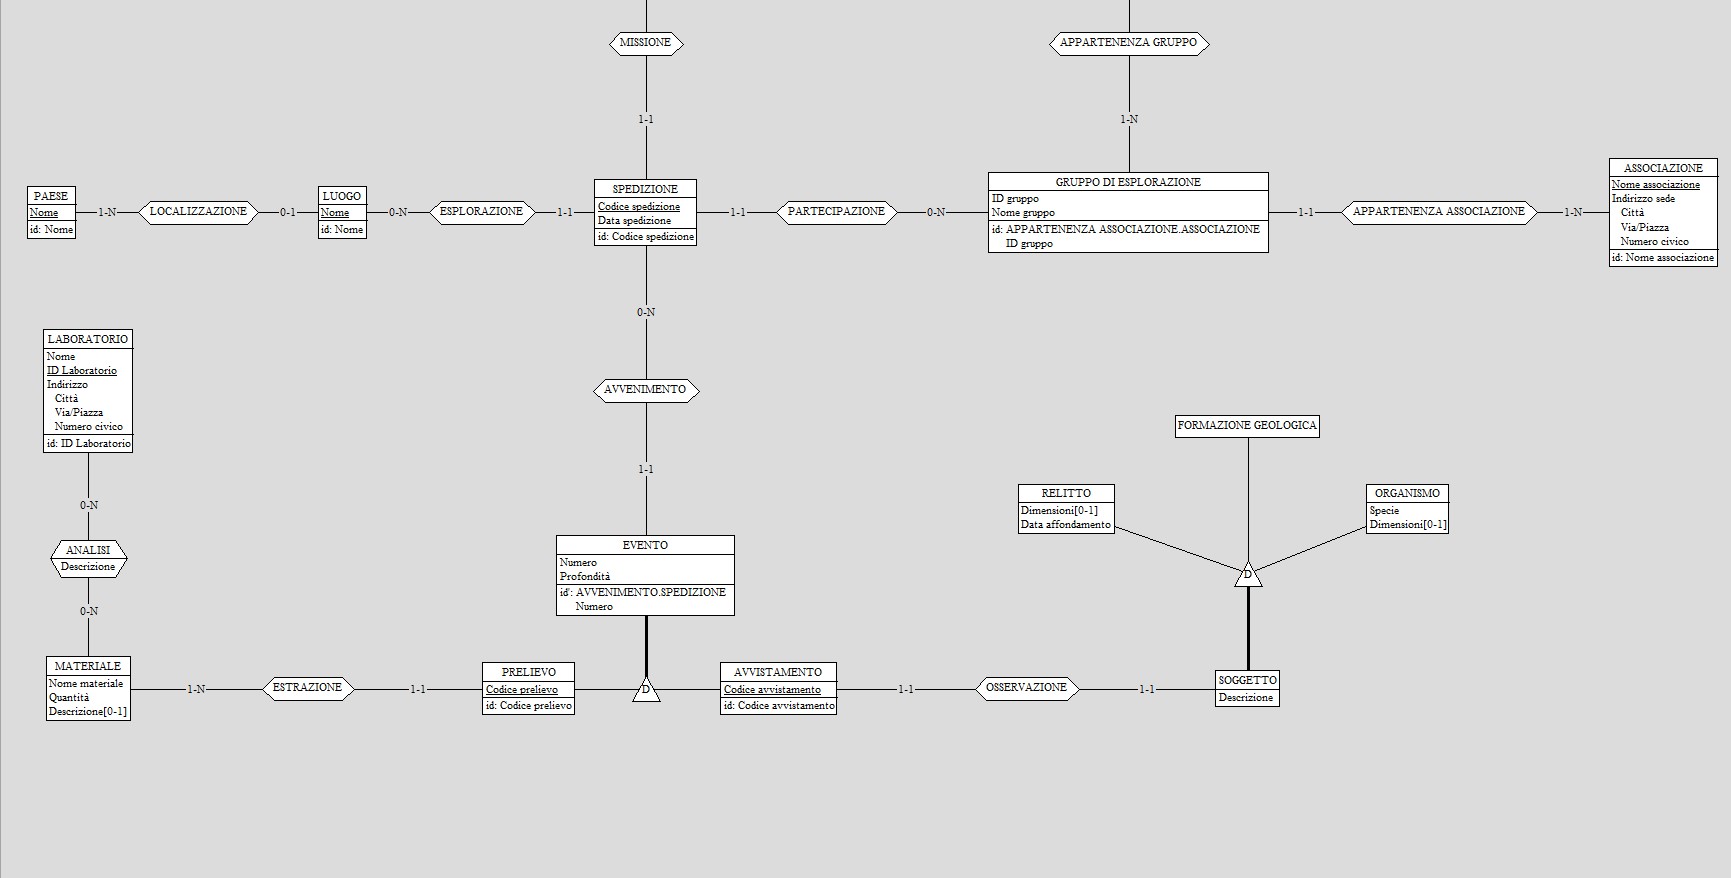 MISSIONE
APPARTENENZA GRUPPO
1-1
1-N
PAESE
Nome
id: Nome
1-N
LOCALIZZAZIONE
0-1
LUOGO
Nome
id: Nome
0-N
ESPLORAZIONE
1-1
SPEDIZIONE
Codice spedizione
Data spedizione
id: Codice spedizione
1-1
PARTECIPAZIONE
0-N
GRUPPO DI ESPLORAZIONE
ID gruppo
Nome gruppo
id: APPARTENENZA ASSOCIAZIONE.ASSOCIAZIONE
ID gruppo
1-1
APPARTENENZA ASSOCIAZIONE
1-N
ASSOCIAZIONE
Nome associazione
Indirizzo sede
Città
Via/Piazza
Numero civico
id: Nome associazione
0-N
AVVENIMENTO
1-1
LABORATORIO
Nome
ID Laboratorio
Indirizzo
Città
Via/Piazza
Numero civico
id: ID Laboratorio
0-N
ANALISI
Descrizione
0-N
FORMAZIONE GEOLOGICA
RELITTO
Dimensioni[0-1]
Data affondamento
ORGANISMO
Specie
Dimensioni[0-1]
D
EVENTO
Numero
Profondità
id': AVVENIMENTO.SPEDIZIONE
Numero
MATERIALE
Nome materiale
Quantità
Descrizione[0-1]
1-N
ESTRAZIONE
1-1
PRELIEVO
Codice prelievo
id: Codice prelievo
D
AVVISTAMENTO
Codice avvistamento
id: Codice avvistamento
1-1
OSSERVAZIONE
1-1
SOGGETTO
Descrizione